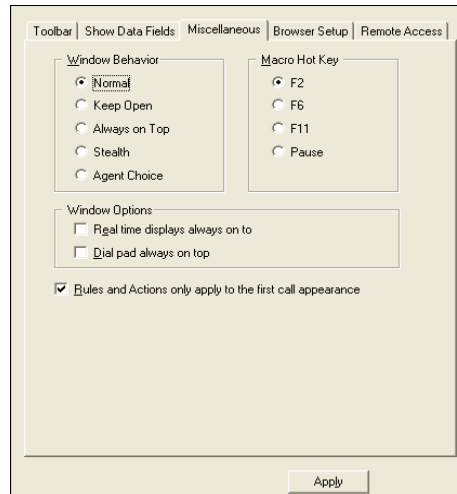 Toolbar Show Data Fields Miscellaneous Browser Setup Remote Access
Window Behavior
Normal
Keep Open
Always on Top
Stealth
Agent Choice
Macro Hot Key
F2
F6
F11
Pause
Window Options
Real time displays always on to
Dial pad always on top
Rules and Actions only apply to the first call appearance
Apply